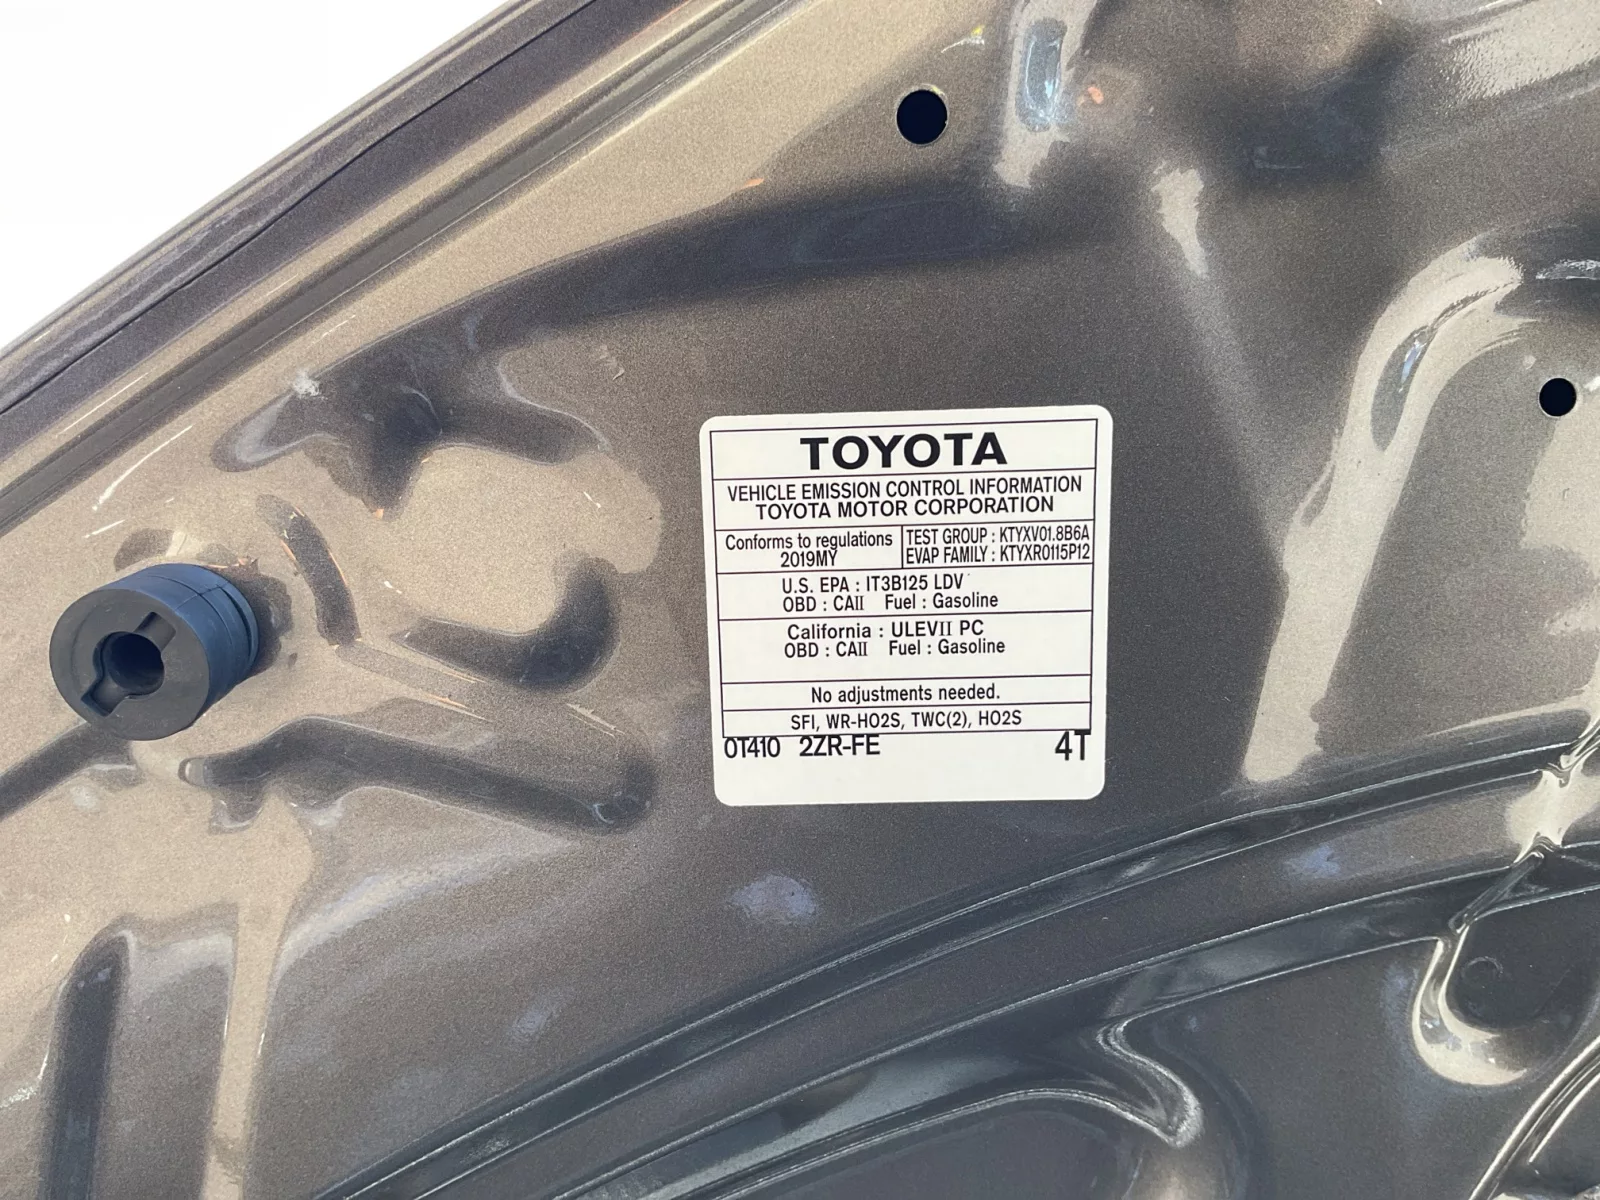 TOYOTA
VEHICLE EMISSION CONTROL INFORMATION
TOYOTA MOTOR CORPORATION
Conforms to regulations
2019MY
TEST GROUP : KTYXV01.8B6A
EVAP FAMILY : KTYXR0115P12
U.S. EPA : IT3B125 LDV
OBD : CAII Fuel : Gasoline
California : ULEVII PC
OBD : CAII Fuel : Gasoline
No adjustments needed.
SFI, WR-HO2S, TWC(2), HO2S
0T410 2ZR-FE 4T